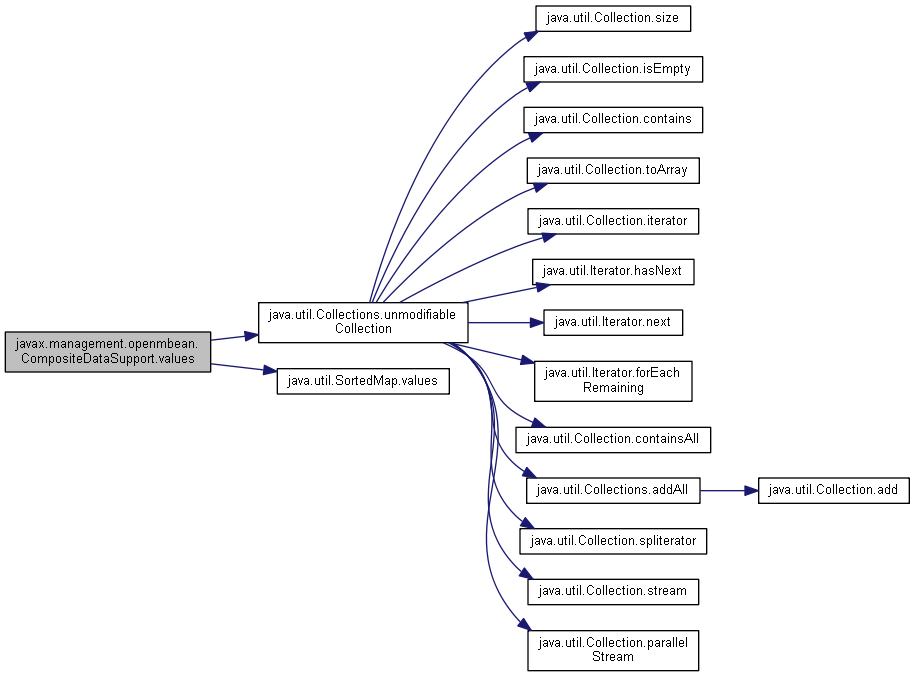 javax.management.openmbean.
CompositeDataSupport.values
java.util.Collections.unmodifiable
Collection
java.util.SortedMap.values
java.util.Collection.size
java.util.Collection.isEmpty
java.util.Collection.contains
java.util.Collection.toArray
java.util.Collection.iterator
java.util.Iterator.hasNext
java.util.Iterator.next
java.util.Iterator.forEach
Remaining
java.util.Collection.containsAll
java.util.Collections.addAll
java.util.Collection.add
java.util.Collection.spliterator
java.util.Collection.stream
java.util.Collection.parallel
Stream